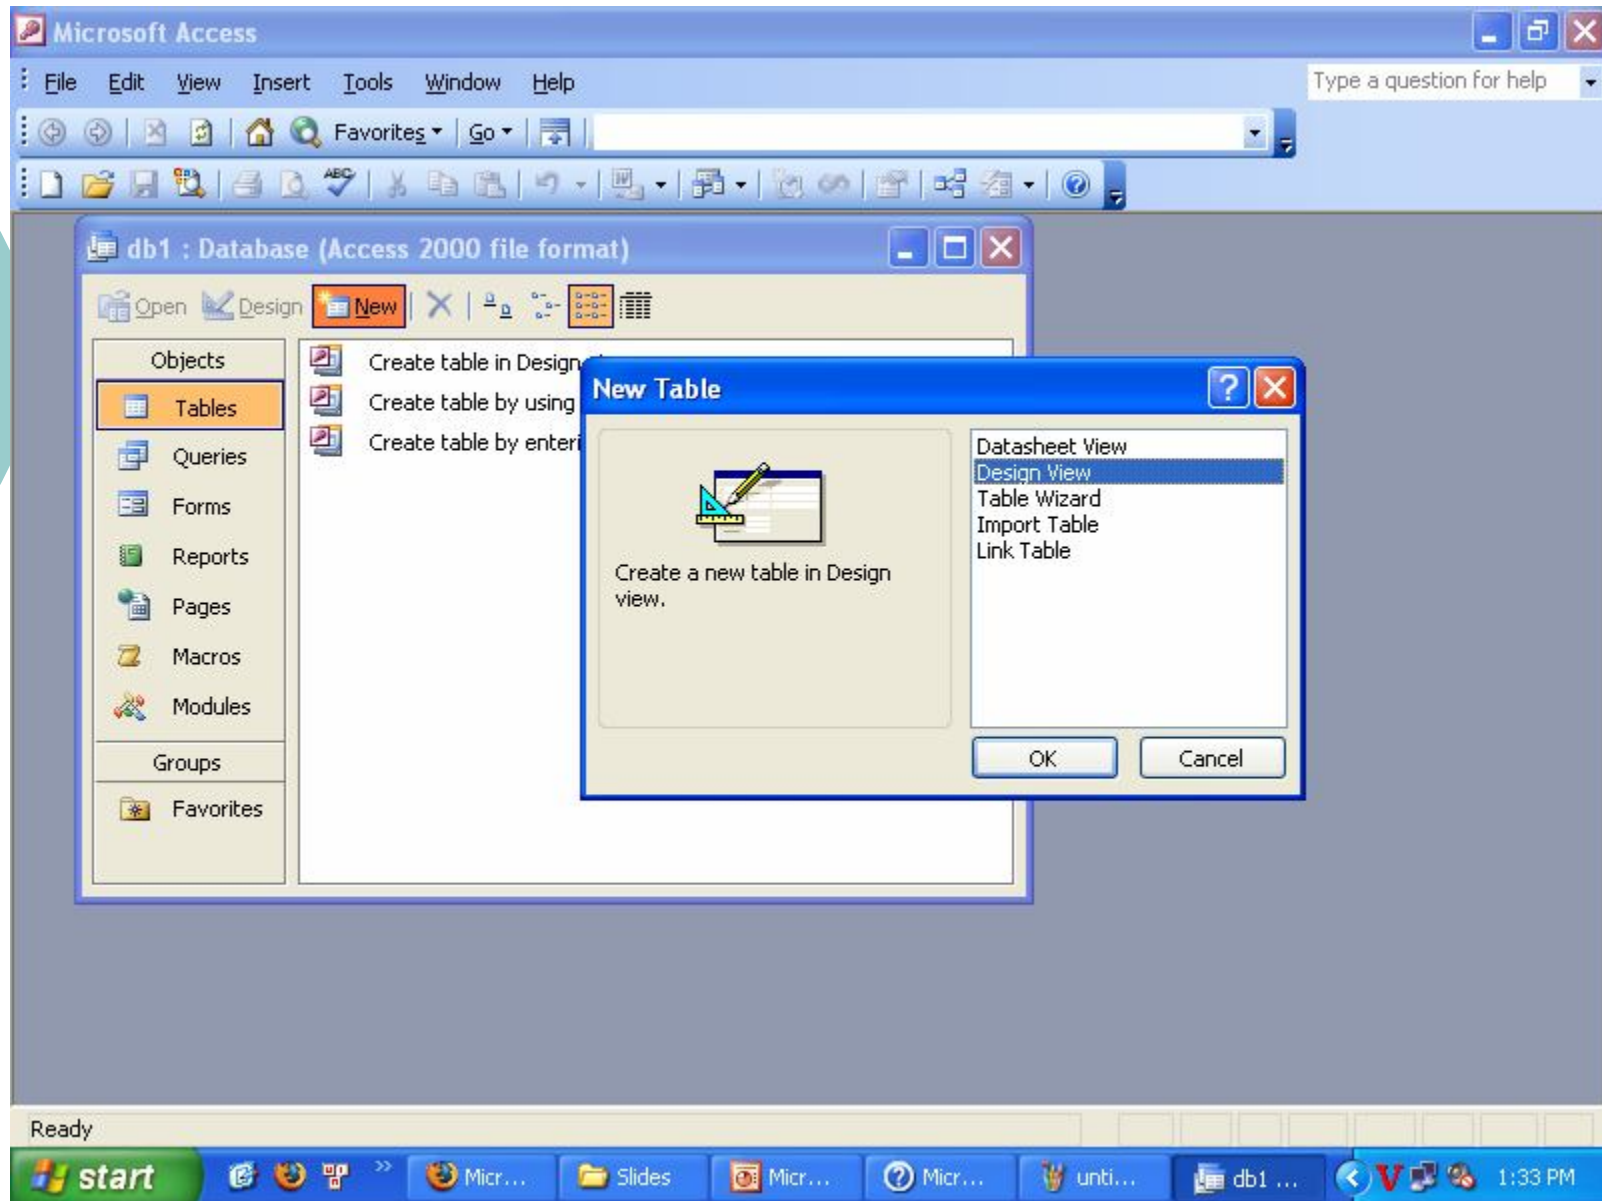 Microsoft Access
File Edit View Insert Tools Window Help Type a question for help
Favorites Go
ABC
db1 : Database (Access 2000 file format)
Open Design New
Objects
Tables
Queries
Forms
Reports
Pages
Macros
Modules
Groups
Favorites
Create table in Design
Create table by using
Create table by enteri
New Table
Create a new table in Design
view.
Datasheet View
Design View
Table Wizard
Import Table
Link Table
OK Cancel
Ready
start Micr... Slides Micr... Micr... unti... db1 ... V 1:33 PM